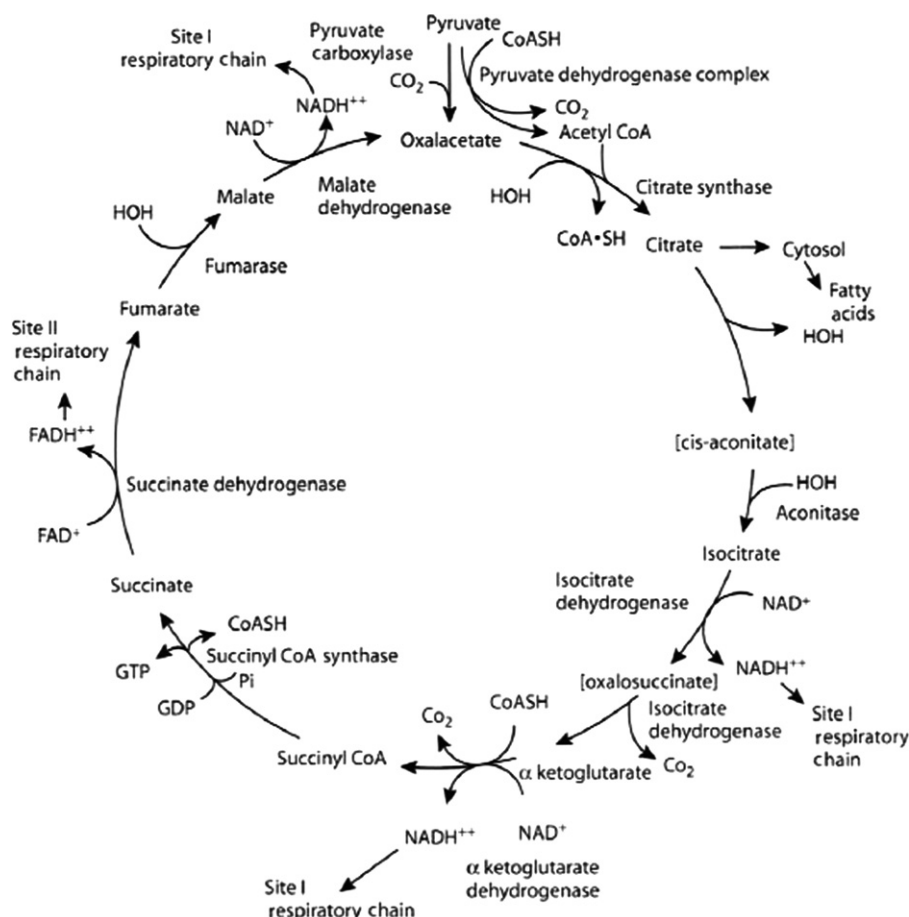 Pyruvate
Site I
respiratory chain
Pyruvate
carboxylase
CoASH
Pyruvate dehydrogenase complex
CO₂
CO₂
NADH⁺⁺
NAD⁺
Oxalacetate
Acetyl CoA
Malate
Malate
dehydrogenase
HOH
Citrate synthase
HOH
CoA•SH
Citrate
Cytosol
Fumarase
Fatty
acids
Fumarate
HOH
Site II
respiratory
chain
FADH⁺⁺
[cis-aconitate]
Succinate dehydrogenase
HOH
Aconitase
FAD⁺
Isocitrate
Succinate
Isocitrate
dehydrogenase
NAD⁺
CoASH
Succinyl CoA synthase
GTP
Pi
GDP
[oxalosuccinate]
NADH⁺⁺
Isocitrate
dehydrogenase
CoASH
Co₂
Site I
respiratory
chain
Succinyl CoA
α ketoglutarate
Co₂
NADH⁺⁺
NAD⁺
α ketoglutarate
dehydrogenase
Site I
respiratory chain